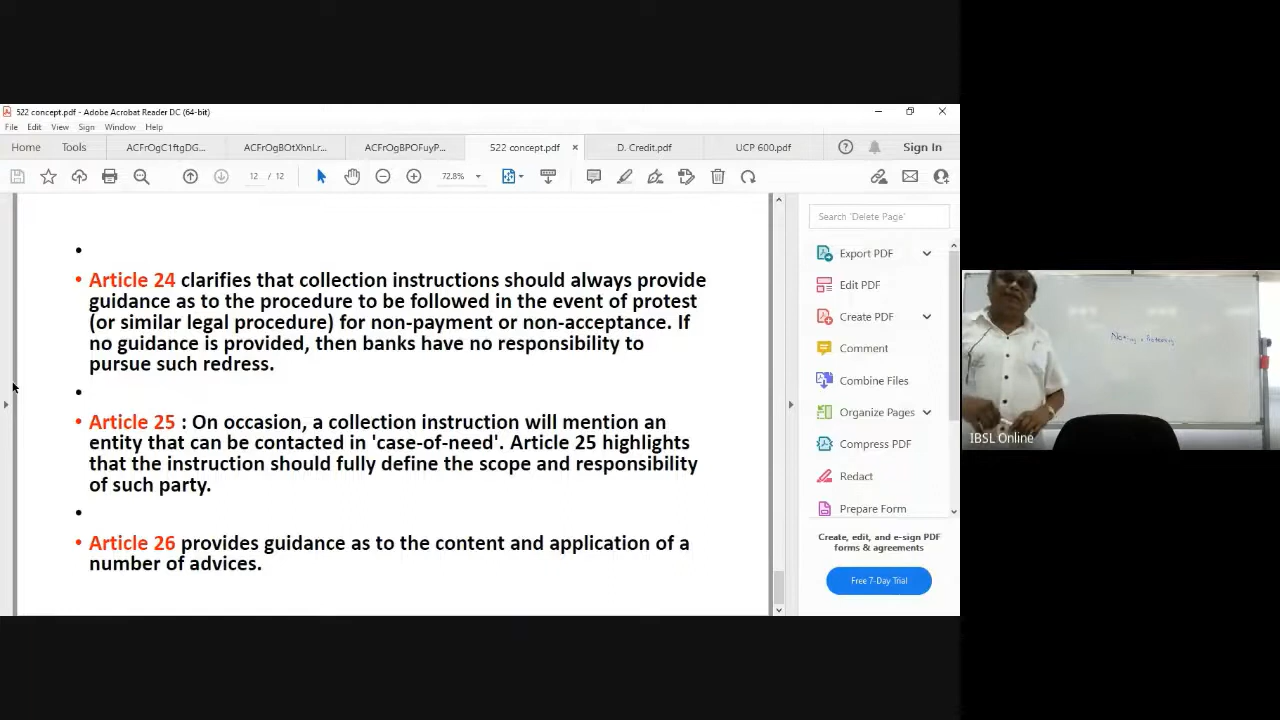 522 concept.pdf - Adobe Acrobat Reader DC (64-bit)
File Edit View Sign Window Help
Home Tools ACFrOgC1ftgDG... ACFrOgBOtXhnLr... ACFrOgBPOFuyP... 522 concept.pdf × D. Credit.pdf UCP 600.pdf Sign In
12 / 12 72.8%
• Article 24 clarifies that collection instructions should always provide
guidance as to the procedure to be followed in the event of protest
(or similar legal procedure) for non-payment or non-acceptance. If
no guidance is provided, then banks have no responsibility to
pursue such redress.
• Article 25 : On occasion, a collection instruction will mention an
entity that can be contacted in 'case-of-need'. Article 25 highlights
that the instruction should fully define the scope and responsibility
of such party.
• Article 26 provides guidance as to the content and application of a
number of advices.
Search 'Delete Page'
Export PDF
Edit PDF
Create PDF
Comment
Combine Files
Organize Pages
Compress PDF
Redact
Prepare Form
Create, edit, and e-sign PDF
forms & agreements
Free 7-Day Trial
IBSL Online